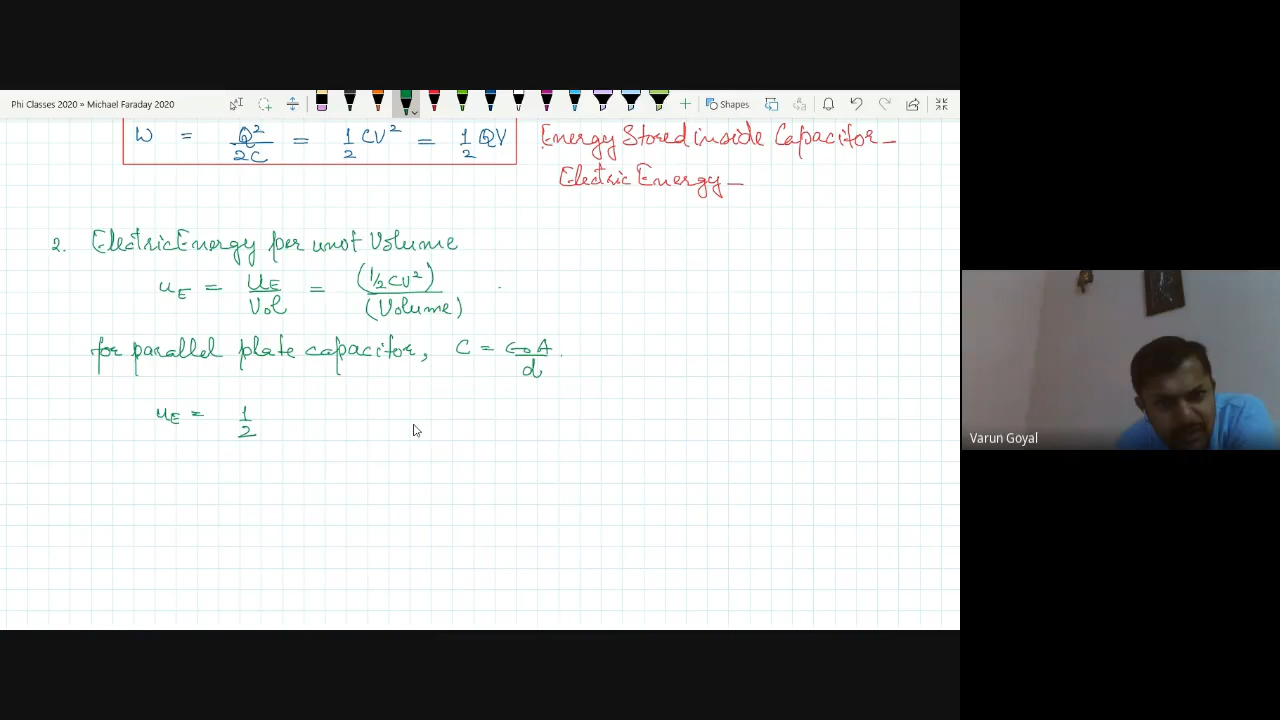 Phi Classes 2020 » Michael Faraday 2020
Shapes
W = Q²/2C = 1/2 CV² = 1/2 QV Energy Stored inside Capacitor –
Electric Energy –
2. Electric Energy per unot Volume
u_E = U_E/Vol = (1/2 CV²)/(Volume)
for parallel plate capacitor, C = ε₀A/d.
u_E = 1/2
Varun Goyal